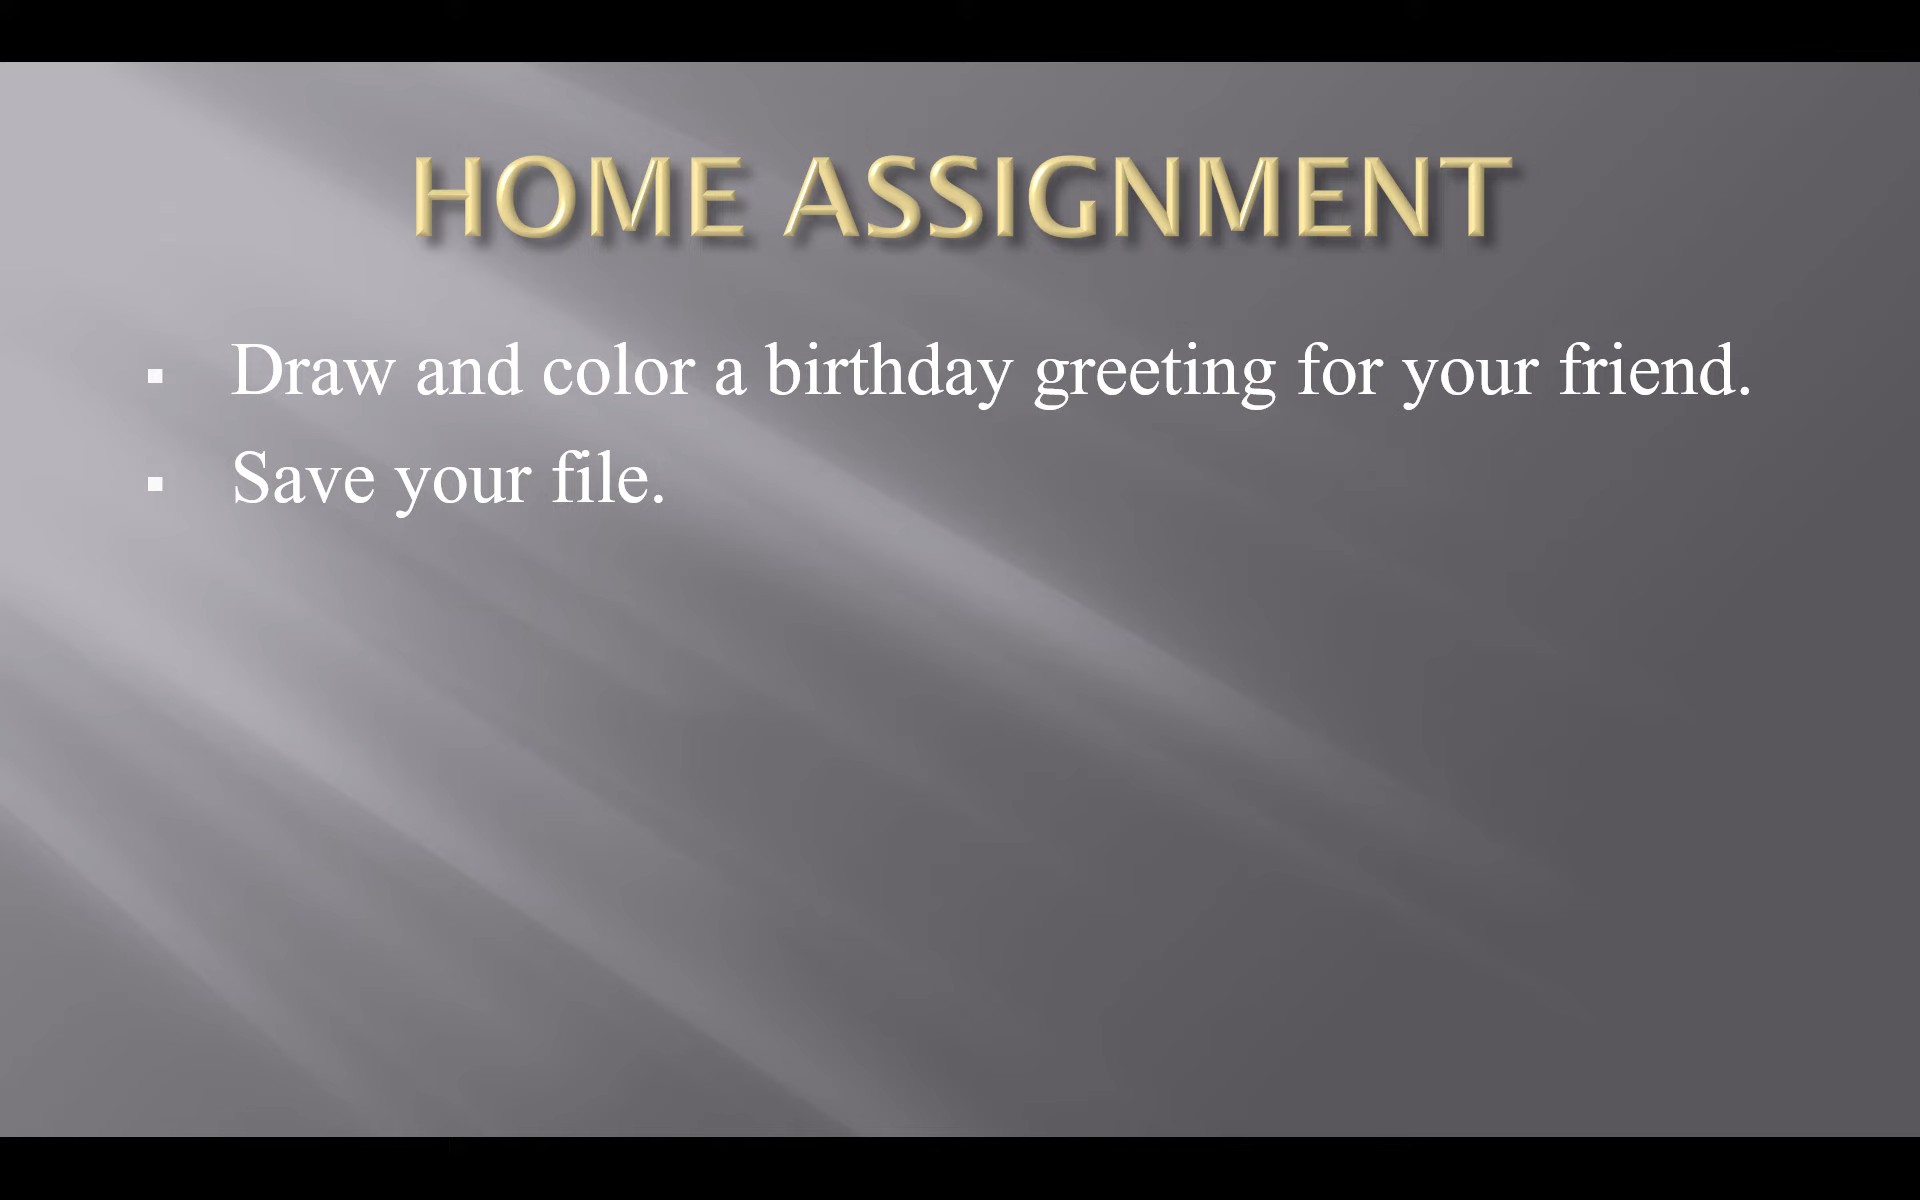 HOME ASSIGNMENT
▪ Draw and color a birthday greeting for your friend.
▪ Save your file.